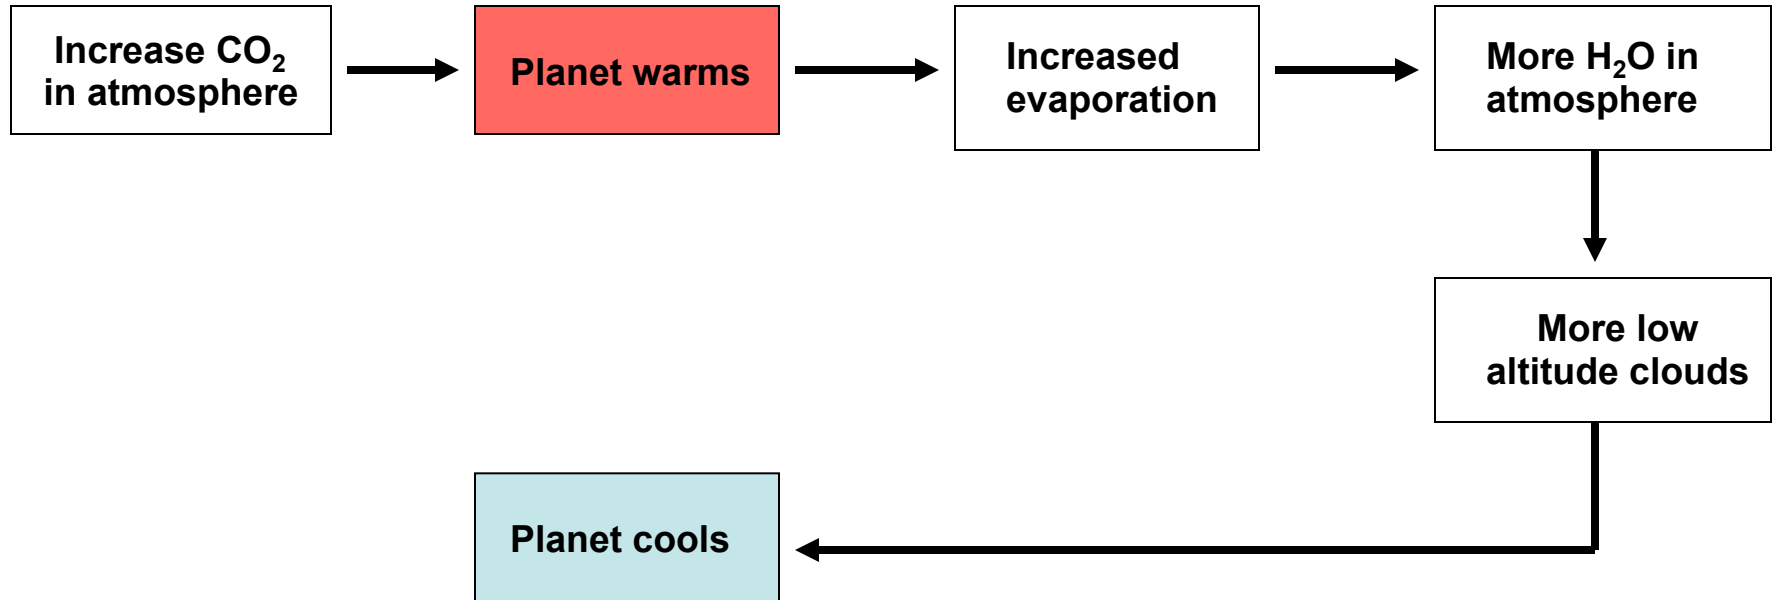 Increase CO₂
in atmosphere
Planet warms
Increased
evaporation
More H₂O in
atmosphere
More low
altitude clouds
Planet cools